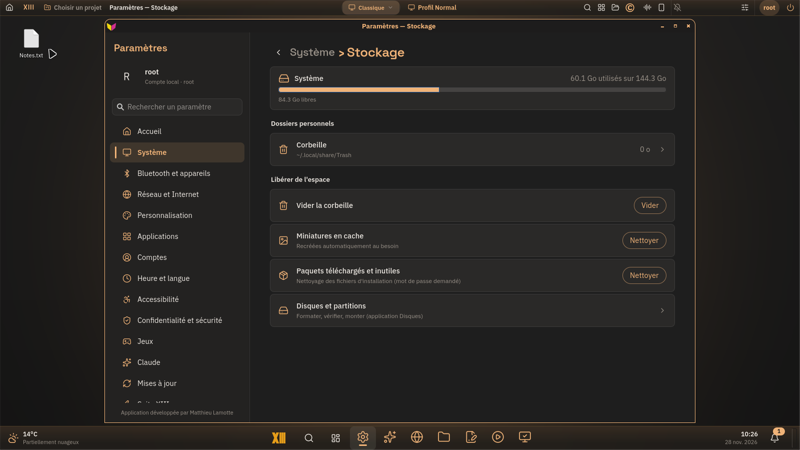 XIII Choisir un projet Paramètres — Stockage
Classique
Profil Normal
root
Notes.txt
Paramètres — Stockage
Paramètres
R
root
Compte local · root
Rechercher un paramètre
Accueil
Système
Bluetooth et appareils
Réseau et Internet
Personnalisation
Applications
Comptes
Heure et langue
Accessibilité
Confidentialité et sécurité
Jeux
Claude
Mises à jour
Application développée par Matthieu Lamotte
Système > Stockage
Système
60.1 Go utilisés sur 144.3 Go
84.3 Go libres
Dossiers personnels
Corbeille
~/.local/share/Trash
0 o
Libérer de l'espace
Vider la corbeille
Vider
Miniatures en cache
Recréées automatiquement au besoin
Nettoyer
Paquets téléchargés et inutiles
Nettoyage des fichiers d'installation (mot de passe demandé)
Nettoyer
Disques et partitions
Formater, vérifier, monter (application Disques)
14°C
Partiellement nuageux
XIII
10:26
28 nov. 2026
1